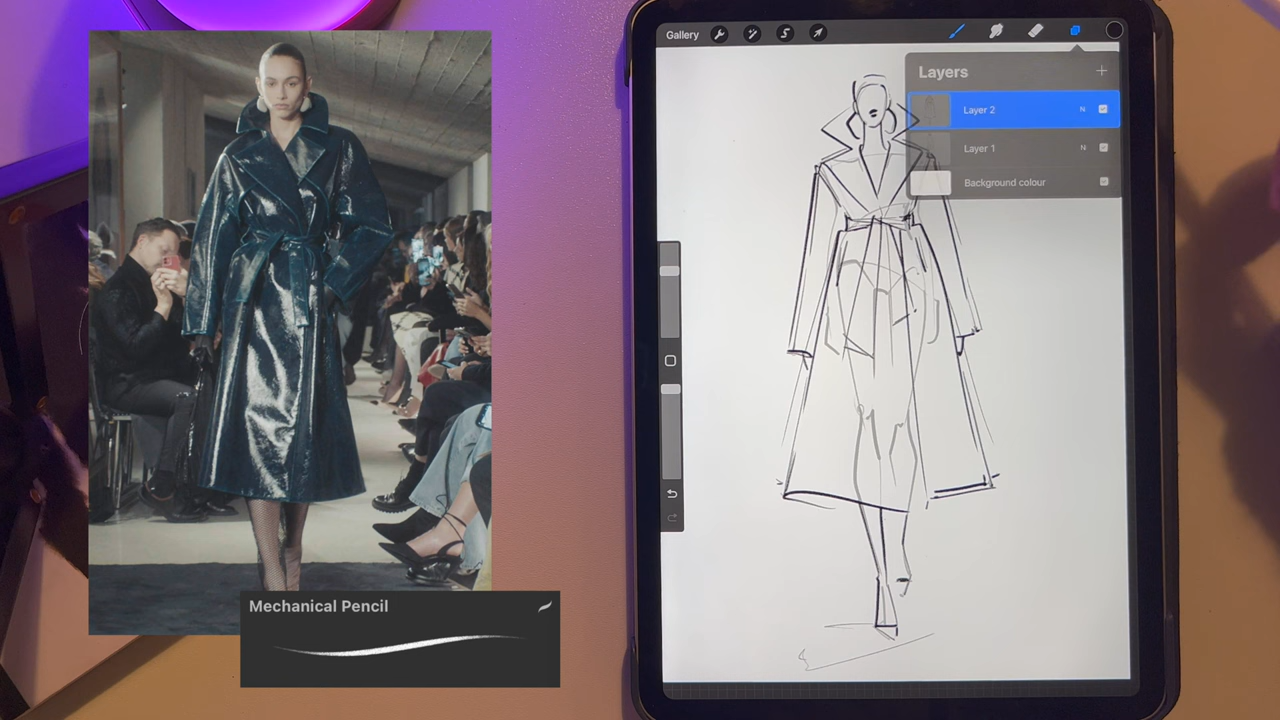 Gallery
Layers
Layer 2
N
Layer 1
N
Background colour
Mechanical Pencil